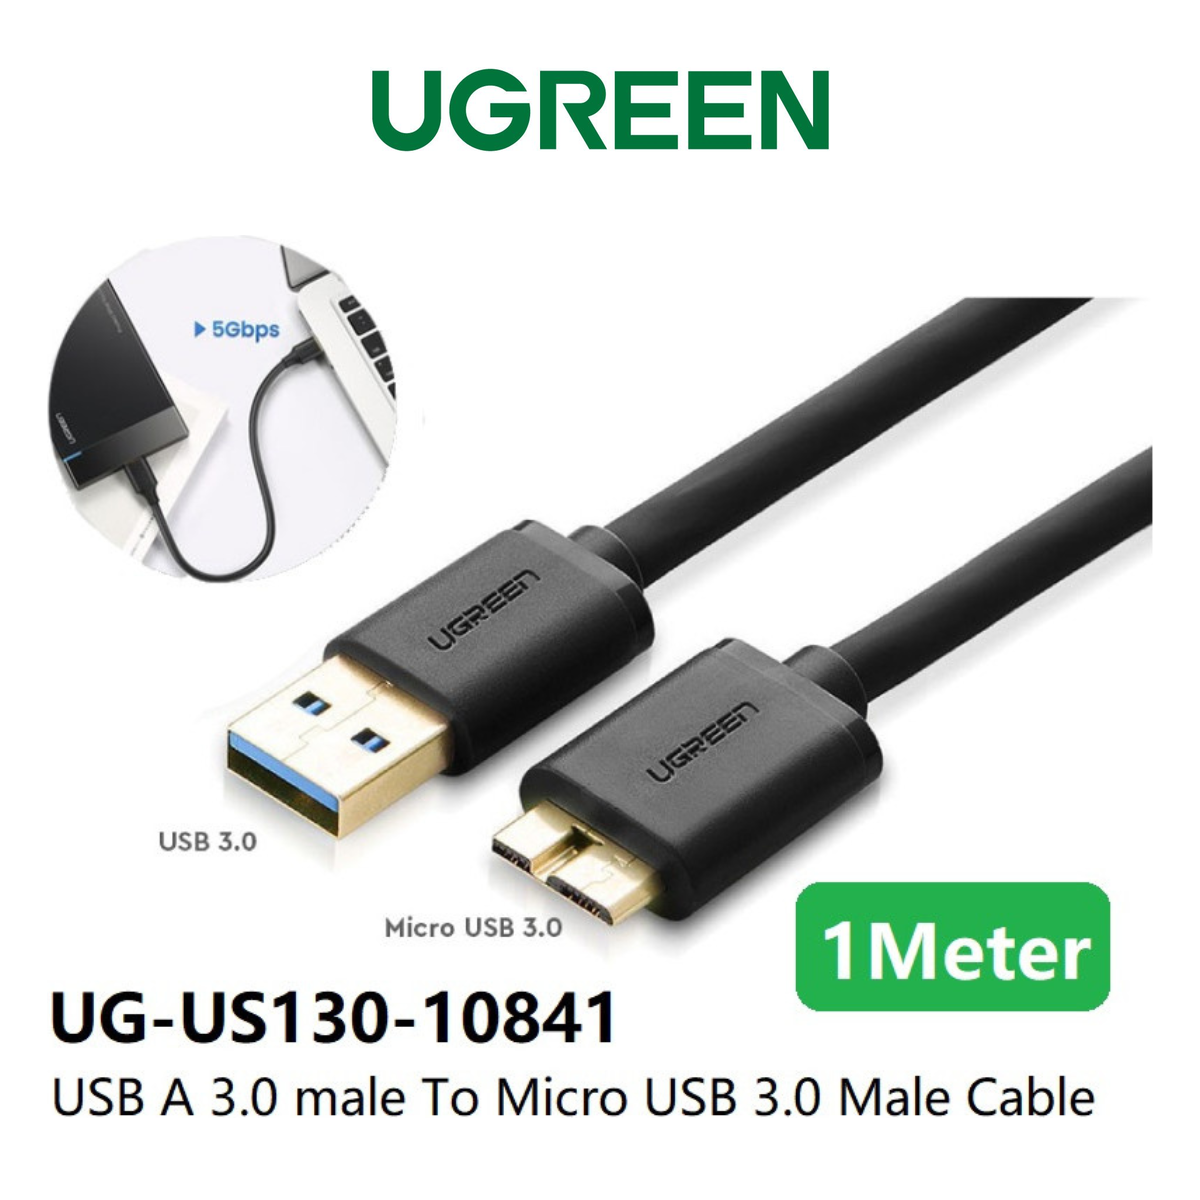 UGREEN
5Gbps
UGREEN
UGREEN
UGREEN
USB 3.0
Micro USB 3.0
1Meter
UG-US130-10841
USB A 3.0 male To Micro USB 3.0 Male Cable